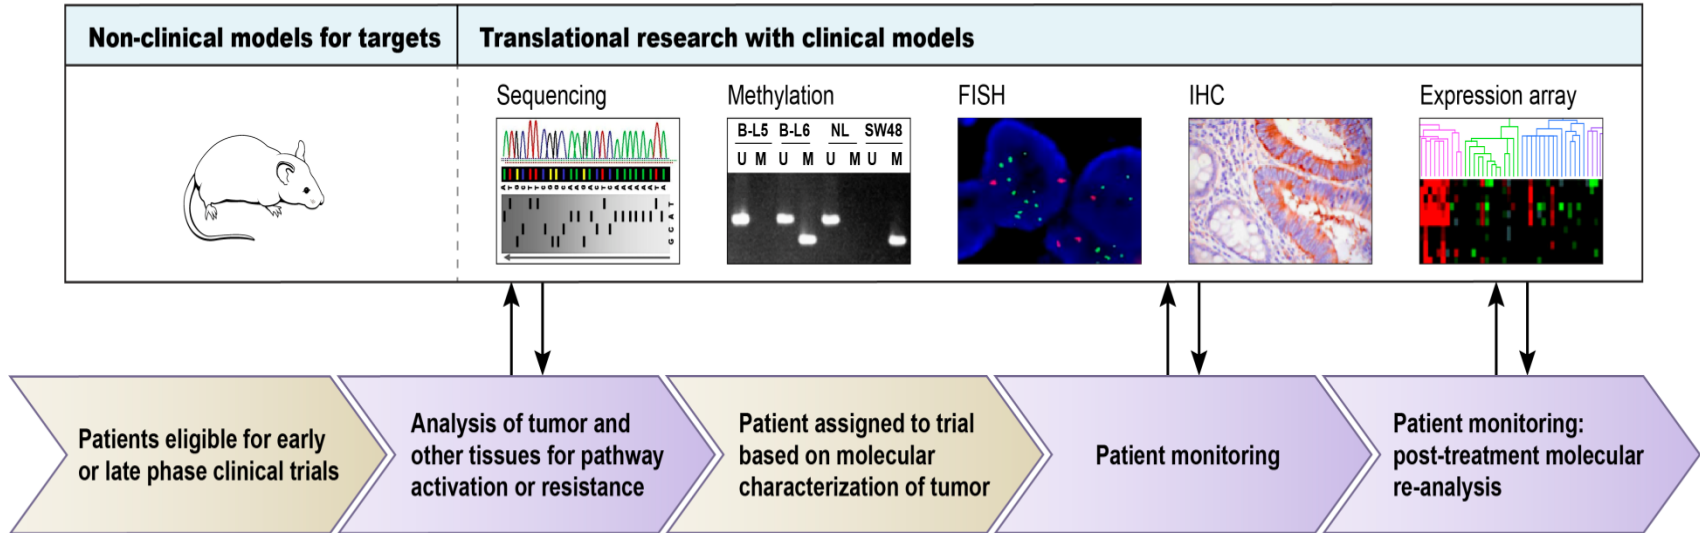 Non-clinical models for targets
Translational research with clinical models
Sequencing
Methylation
FISH
IHC
Expression array
B-L5 B-L6 NL SW48
U M U M U M U M
G C A T
Patients eligible for early
or late phase clinical trials
Analysis of tumor and
other tissues for pathway
activation or resistance
Patient assigned to trial
based on molecular
characterization of tumor
Patient monitoring
Patient monitoring:
post-treatment molecular
re-analysis